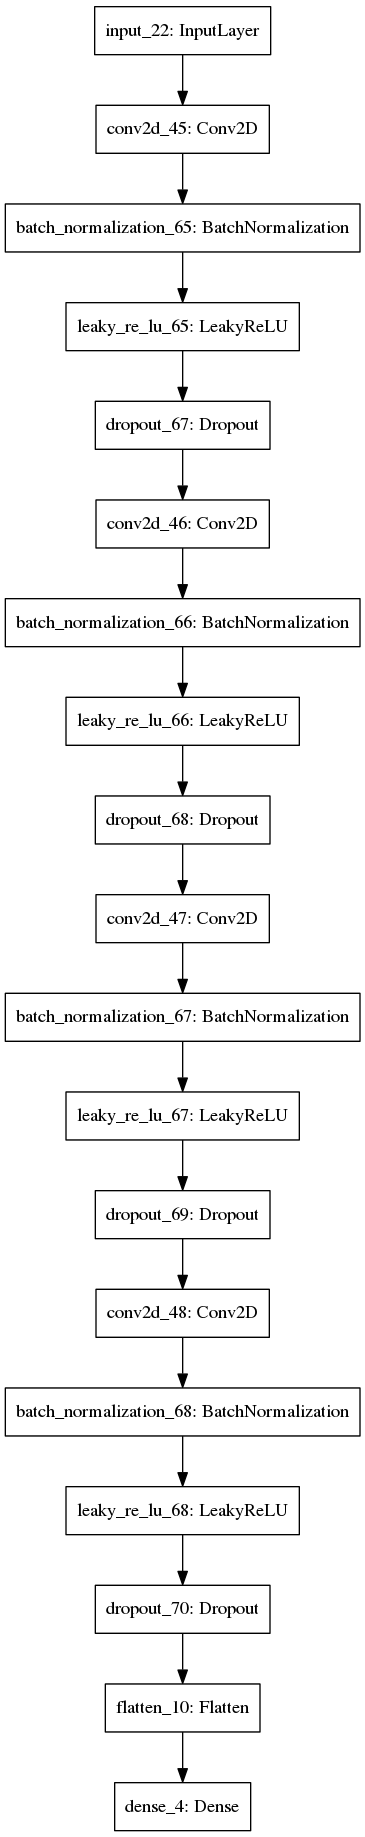 input_22: InputLayer
conv2d_45: Conv2D
batch_normalization_65: BatchNormalization
leaky_re_lu_65: LeakyReLU
dropout_67: Dropout
conv2d_46: Conv2D
batch_normalization_66: BatchNormalization
leaky_re_lu_66: LeakyReLU
dropout_68: Dropout
conv2d_47: Conv2D
batch_normalization_67: BatchNormalization
leaky_re_lu_67: LeakyReLU
dropout_69: Dropout
conv2d_48: Conv2D
batch_normalization_68: BatchNormalization
leaky_re_lu_68: LeakyReLU
dropout_70: Dropout
flatten_10: Flatten
dense_4: Dense